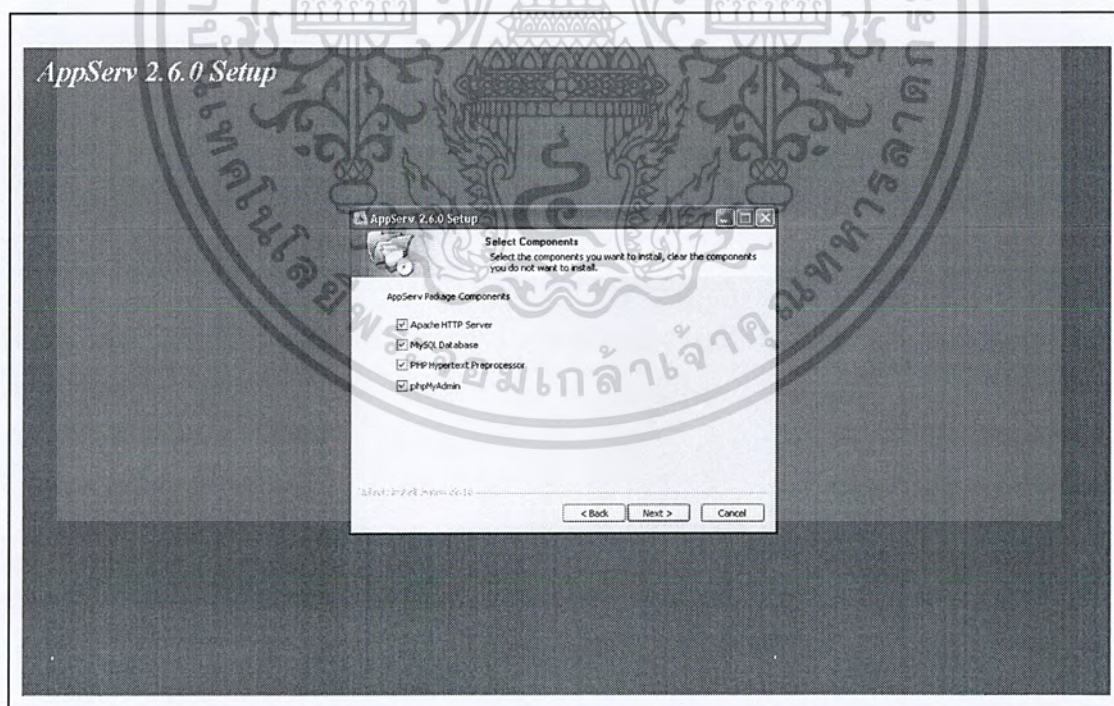 AppServ 2.6.0 Setup
AppServ 2.6.0 Setup
Select Components
Select the components you want to install, clear the components
you do not want to install.
AppServ Package Components
Apache HTTP Server
MySQL Database
PHP Hypertext Preprocessor
phpMyAdmin
< Back
Next >
Cancel
เทคโนโลยีพระจอมเกล้าเจ้าคุณทหารลาดกระ